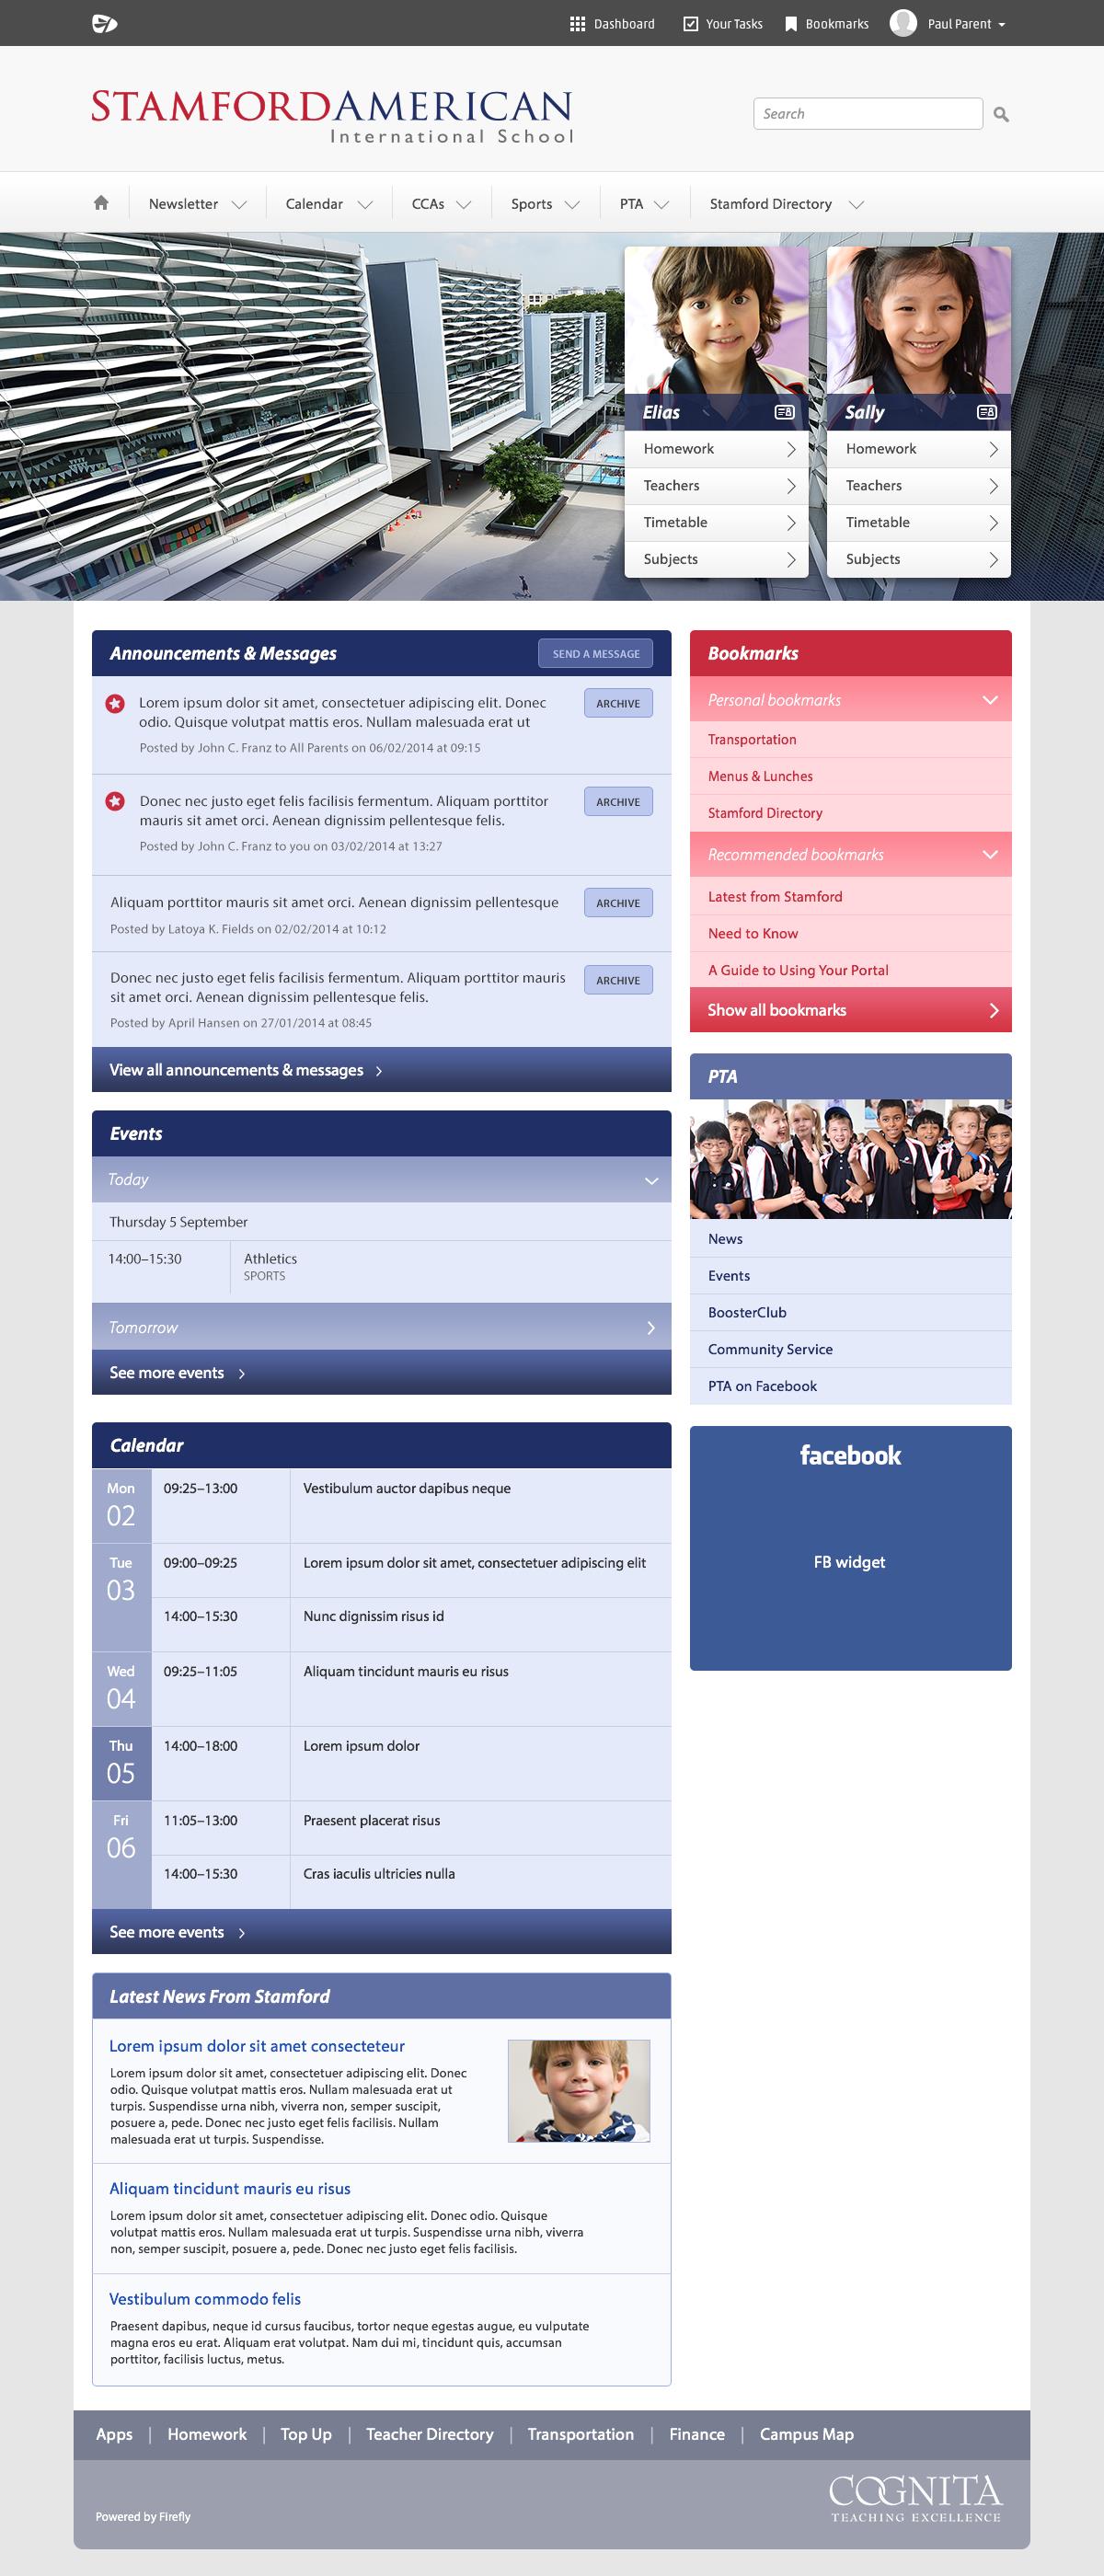 Dashboard Your Tasks Bookmarks Paul Parent
STAMFORDAMERICAN
International School
Search
Newsletter Calendar CCAs Sports PTA Stamford Directory
Elias
Homework
Teachers
Timetable
Subjects
Sally
Homework
Teachers
Timetable
Subjects
Announcements & Messages SEND A MESSAGE
Lorem ipsum dolor sit amet, consectetuer adipiscing elit. Donec
odio. Quisque volutpat mattis eros. Nullam malesuada erat ut
ARCHIVE
Posted by John C. Franz to All Parents on 06/02/2014 at 09:15
Donec nec justo eget felis facilisis fermentum. Aliquam porttitor
mauris sit amet orci. Aenean dignissim pellentesque felis.
ARCHIVE
Posted by John C. Franz to you on 03/02/2014 at 13:27
Aliquam porttitor mauris sit amet orci. Aenean dignissim pellentesque
ARCHIVE
Posted by Latoya K. Fields on 02/02/2014 at 10:12
Donec nec justo eget felis facilisis fermentum. Aliquam porttitor mauris
sit amet orci. Aenean dignissim pellentesque felis.
ARCHIVE
Posted by April Hansen on 27/01/2014 at 08:45
View all announcements & messages
Events
Today
Thursday 5 September
14:00–15:30 Athletics
SPORTS
Tomorrow
See more events
Calendar
Mon
02
09:25–13:00 Vestibulum auctor dapibus neque
Tue
03
09:00–09:25 Lorem ipsum dolor sit amet, consectetuer adipiscing elit
14:00–15:30 Nunc dignissim risus id
Wed
04
09:25–11:05 Aliquam tincidunt mauris eu risus
Thu
05
14:00–18:00 Lorem ipsum dolor
Fri
06
11:05–13:00 Praesent placerat risus
14:00–15:30 Cras iaculis ultricies nulla
See more events
Latest News From Stamford
Lorem ipsum dolor sit amet consecteteur
Lorem ipsum dolor sit amet, consectetuer adipiscing elit. Donec
odio. Quisque volutpat mattis eros. Nullam malesuada erat ut
turpis. Suspendisse urna nibh, viverra non, semper suscipit,
posuere a, pede. Donec nec justo eget felis facilisis. Nullam
malesuada erat ut turpis. Suspendisse.
Aliquam tincidunt mauris eu risus
Lorem ipsum dolor sit amet, consectetuer adipiscing elit. Donec odio. Quisque
volutpat mattis eros. Nullam malesuada erat ut turpis. Suspendisse urna nibh, viverra
non, semper suscipit, posuere a, pede. Donec nec justo eget felis facilisis.
Vestibulum commodo felis
Praesent dapibus, neque id cursus faucibus, tortor neque egestas augue, eu vulputate
magna eros eu erat. Aliquam erat volutpat. Nam dui mi, tincidunt quis, accumsan
porttitor, facilisis luctus, metus.
Bookmarks
Personal bookmarks
Transportation
Menus & Lunches
Stamford Directory
Recommended bookmarks
Latest from Stamford
Need to Know
A Guide to Using Your Portal
Show all bookmarks
PTA
News
Events
BoosterClub
Community Service
PTA on Facebook
facebook
FB widget
Apps | Homework | Top Up | Teacher Directory | Transportation | Finance | Campus Map
COGNITA
TEACHING EXCELLENCE
Powered by Firefly